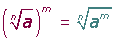 (ⁿ√a)ᵐ = ⁿ√aᵐ